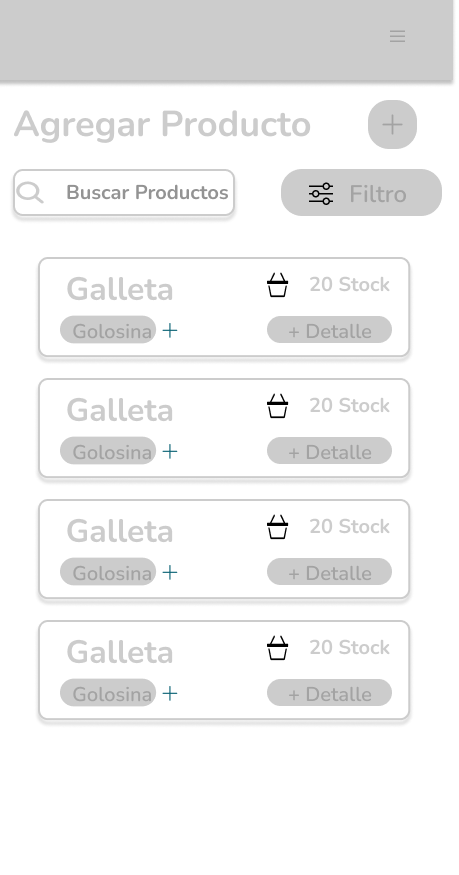 Agregar Producto
Buscar Productos
Filtro
Galleta
20 Stock
Golosina
+ Detalle
Galleta
20 Stock
Golosina
+ Detalle
Galleta
20 Stock
Golosina
+ Detalle
Galleta
20 Stock
Golosina
+ Detalle